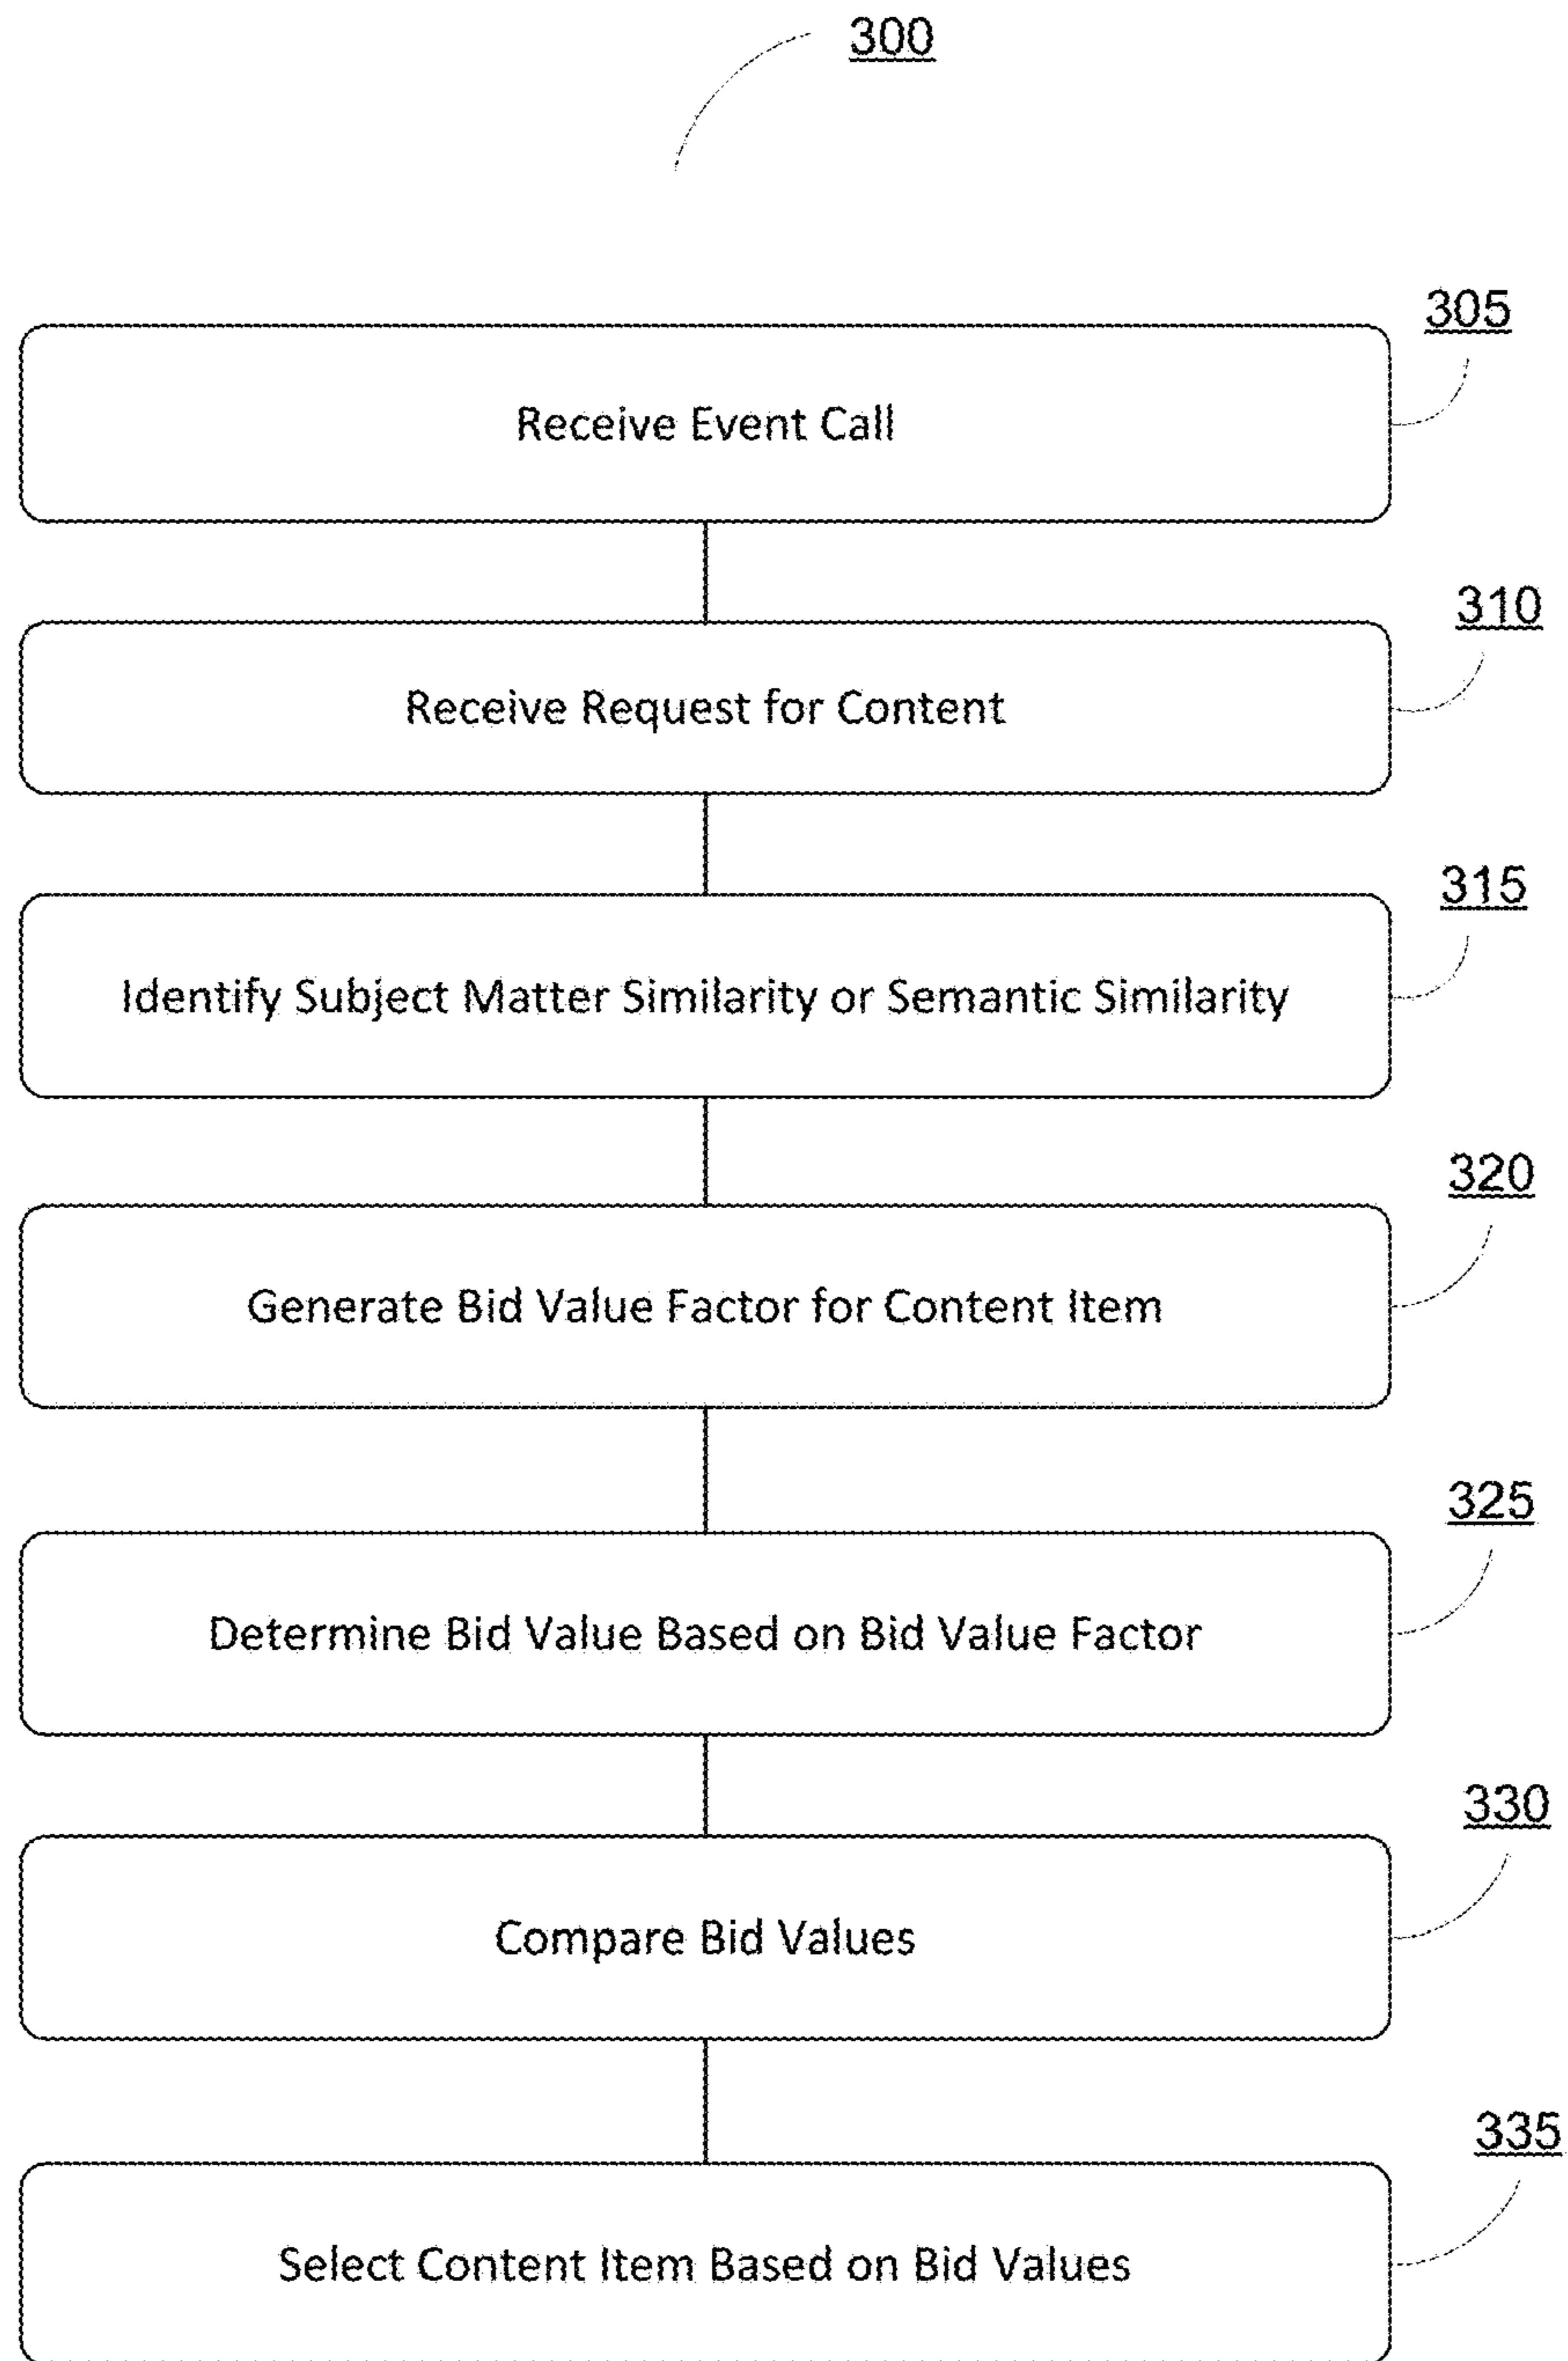 300
305
Receive Event Call
310
Receive Request for Content
315
Identify Subject Matter Similarity or Semantic Similarity
320
Generate Bid Value Factor for Content Item
325
Determine Bid Value Based on Bid Value Factor
330
Compare Bid Values
335
Select Content Item Based on Bid Values